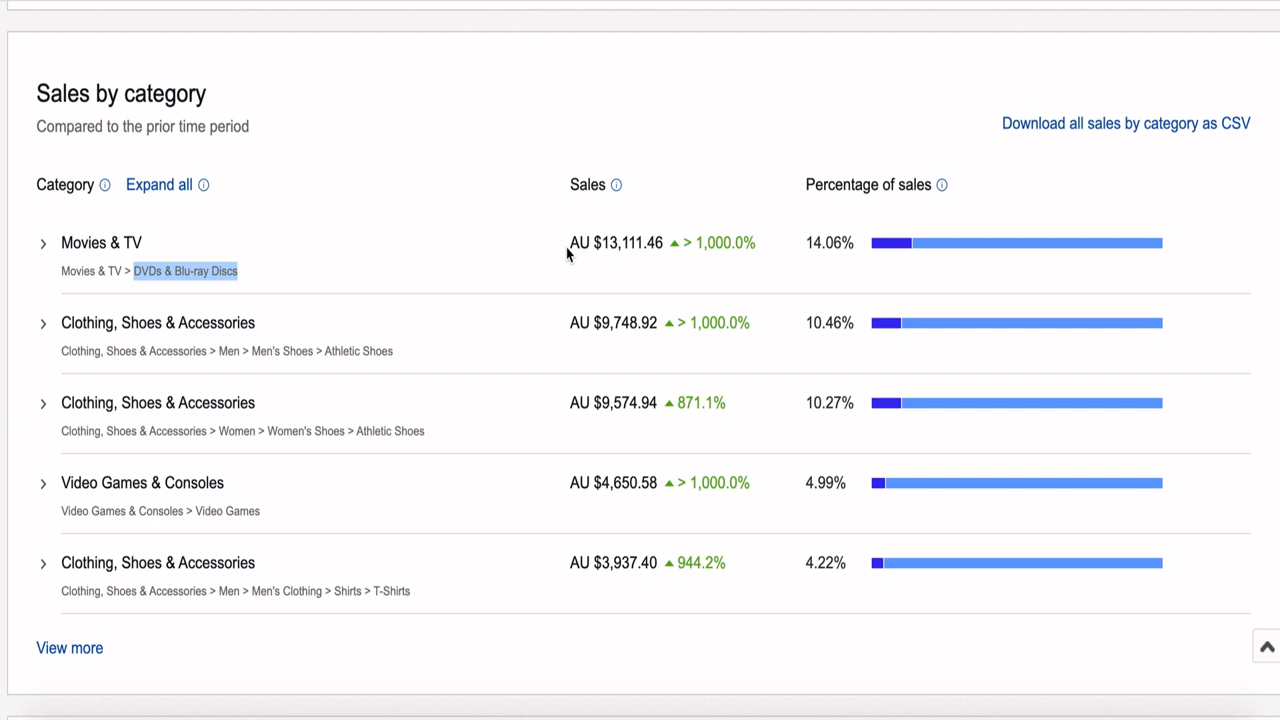 Sales by category
Compared to the prior time period
Download all sales by category as CSV
Category Expand all Sales Percentage of sales
Movies & TV AU $13,111.46 > 1,000.0% 14.06%
Movies & TV > DVDs & Blu-ray Discs
Clothing, Shoes & Accessories AU $9,748.92 > 1,000.0% 10.46%
Clothing, Shoes & Accessories > Men > Men's Shoes > Athletic Shoes
Clothing, Shoes & Accessories AU $9,574.94 871.1% 10.27%
Clothing, Shoes & Accessories > Women > Women's Shoes > Athletic Shoes
Video Games & Consoles AU $4,650.58 > 1,000.0% 4.99%
Video Games & Consoles > Video Games
Clothing, Shoes & Accessories AU $3,937.40 944.2% 4.22%
Clothing, Shoes & Accessories > Men > Men's Clothing > Shirts > T-Shirts
View more